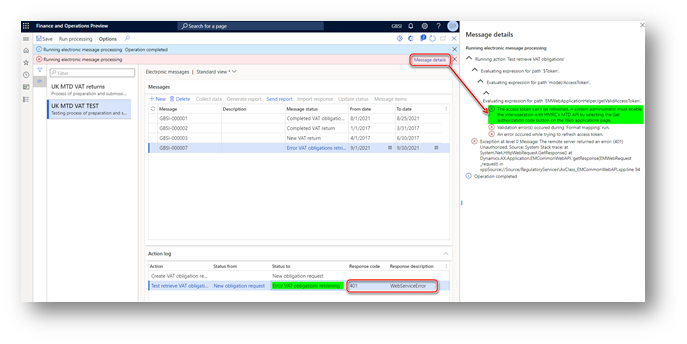 Finance and Operations Preview
Search for a page
GBSI
Save Run processing Options
Running electronic message processing: Operation completed
Running electronic message processing
Message details
Filter
UK MTD VAT returns
Process of preparation and submissio...
UK MTD VAT TEST
Testing process of preparation and s...
Electronic messages | Standard view
Messages
New Delete Collect data Generate report Send report Import response Update status Message items
Message Message status From date To date
GBSI-000001 Completed VAT obligation ... 8/1/2021 8/25/2021
GBSI-000002 Completed VAT return 1/1/2017 3/31/2017
GBSI-000003 New VAT return 4/1/2017 6/30/2017
GBSI-000007 Error VAT obligations retri... 9/1/2021 9/30/2021
Action log
Action Status from Status to Response code Response description
Create VAT obligation re... New obligation request
Test retrieve VAT obligati... New obligation request Error VAT obligations retrieving 401 WebServiceError
Message details
Running electronic message processing
Running action 'Test retrieve VAT obligations'
Evaluating expression for path '$Token'.
Evaluating expression for path 'model/AccessToken'.
Evaluating expression for path 'EMWebApplicationHelper/getValidAccessToken'.
The access token can't be refreshed. A system administrator must enable
the interoperation with HMRC's MTD API by selecting the Get
authorization code button on the Web applications page.
Validation error(s) occured during 'Format mapping' run.
An error occured while trying to refresh access token.
Exception at level 0 Message: The remote server returned an error: (401)
Unauthorized. Source: System Stack trace: at
System.Net.HttpWebRequest.GetResponse() at
Dynamics.AX.Application.EMCommonWebAPI.`getResponse(EMWebRequest
_request) in
xppSource://Source/RegulatoryServices\AxClass_EMCommonWebAPI.xpp:line 94
Operation completed